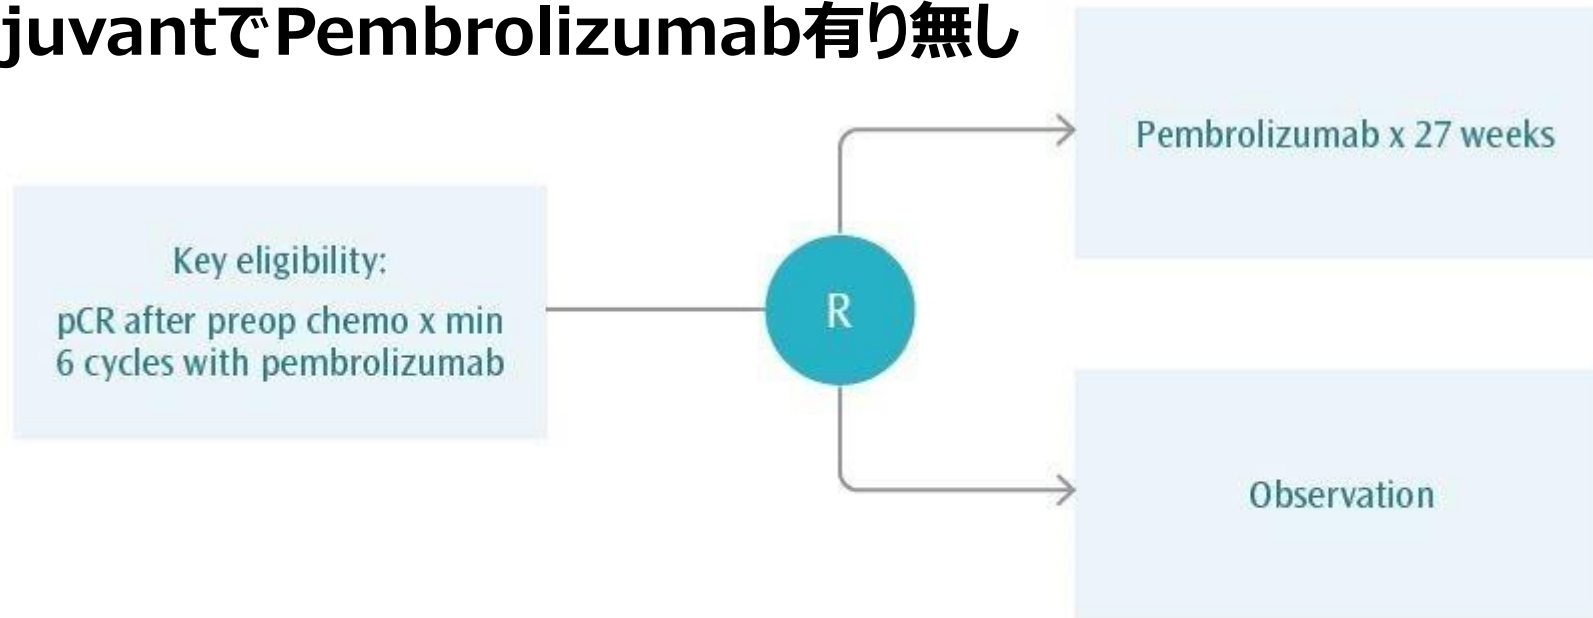 juvantでPembrolizumab有り無し
Key eligibility:
pCR after preop chemo x min
6 cycles with pembrolizumab
R
Pembrolizumab x 27 weeks
Observation